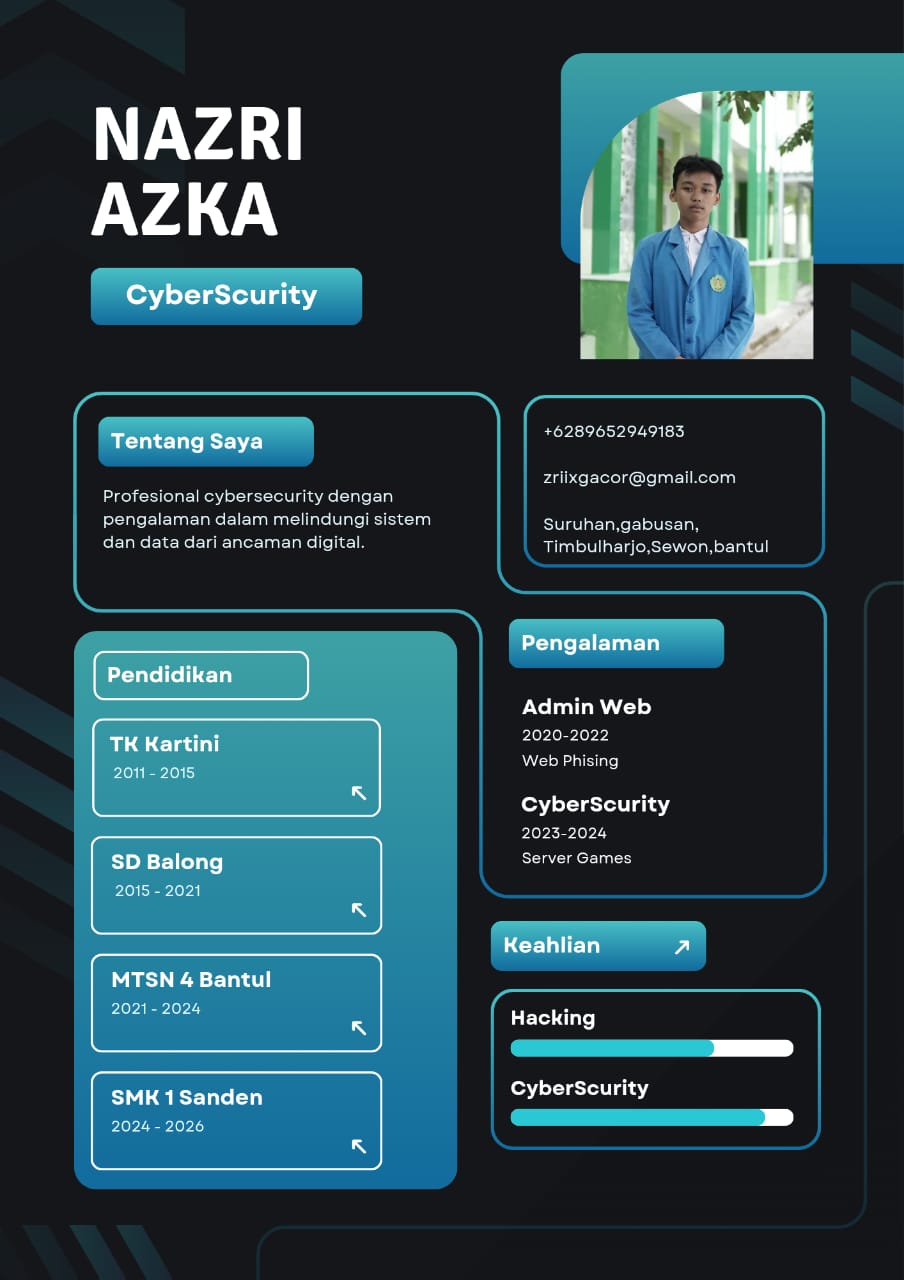 NAZRI
AZKA
CyberScurity
Tentang Saya
Profesional cybersecurity dengan
pengalaman dalam melindungi sistem
dan data dari ancaman digital.
+6289652949183
zriixgacor@gmail.com
Suruhan,gabusan,
Timbulharjo,Sewon,bantul
Pendidikan
TK Kartini
2011 - 2015
SD Balong
2015 - 2021
MTSN 4 Bantul
2021 - 2024
SMK 1 Sanden
2024 - 2026
Pengalaman
Admin Web
2020-2022
Web Phising
CyberScurity
2023-2024
Server Games
Keahlian
Hacking
CyberScurity